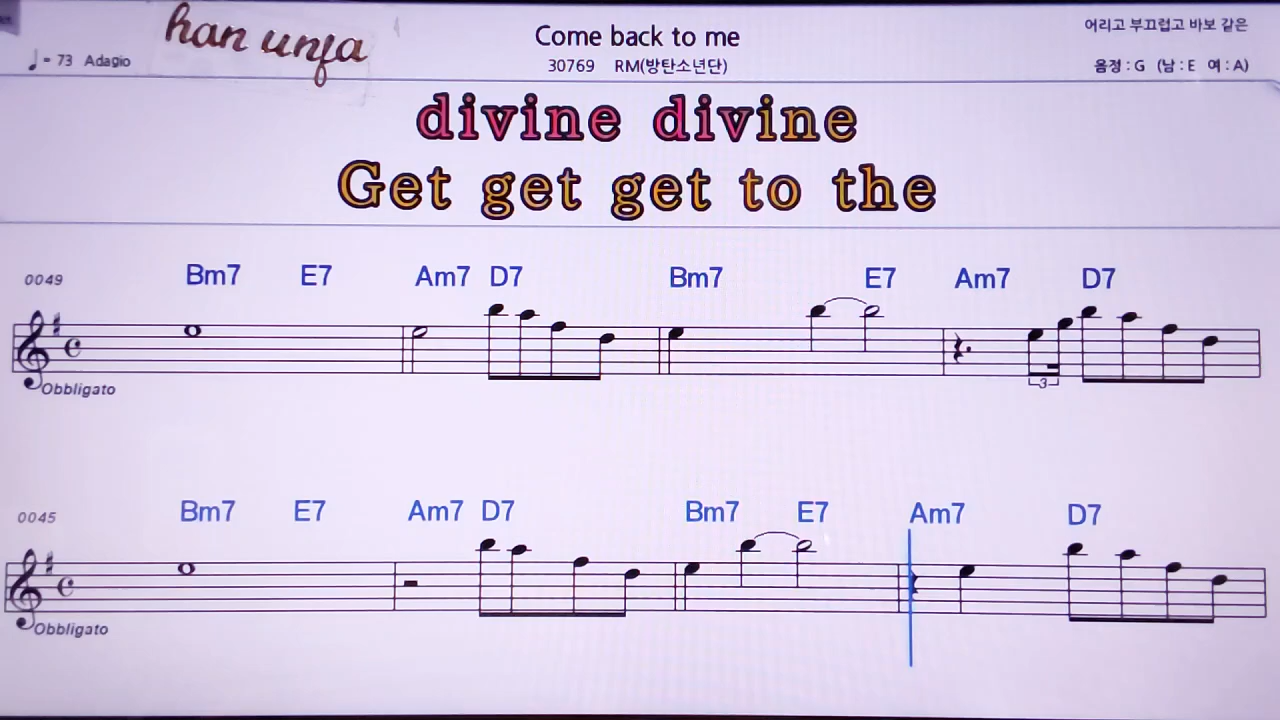 ♩= 73 Adagio
han unfa
Come back to me
30769 RM(방탄소년단)
어리고 부끄럽고 바보 같은
음정 : G (남 : E 여 : A)
divine divine
Get get get to the
0049 Bm7 E7 Am7 D7 Bm7 E7 Am7 D7
3
Obbligato
0045 Bm7 E7 Am7 D7 Bm7 E7 Am7 D7
Obbligato